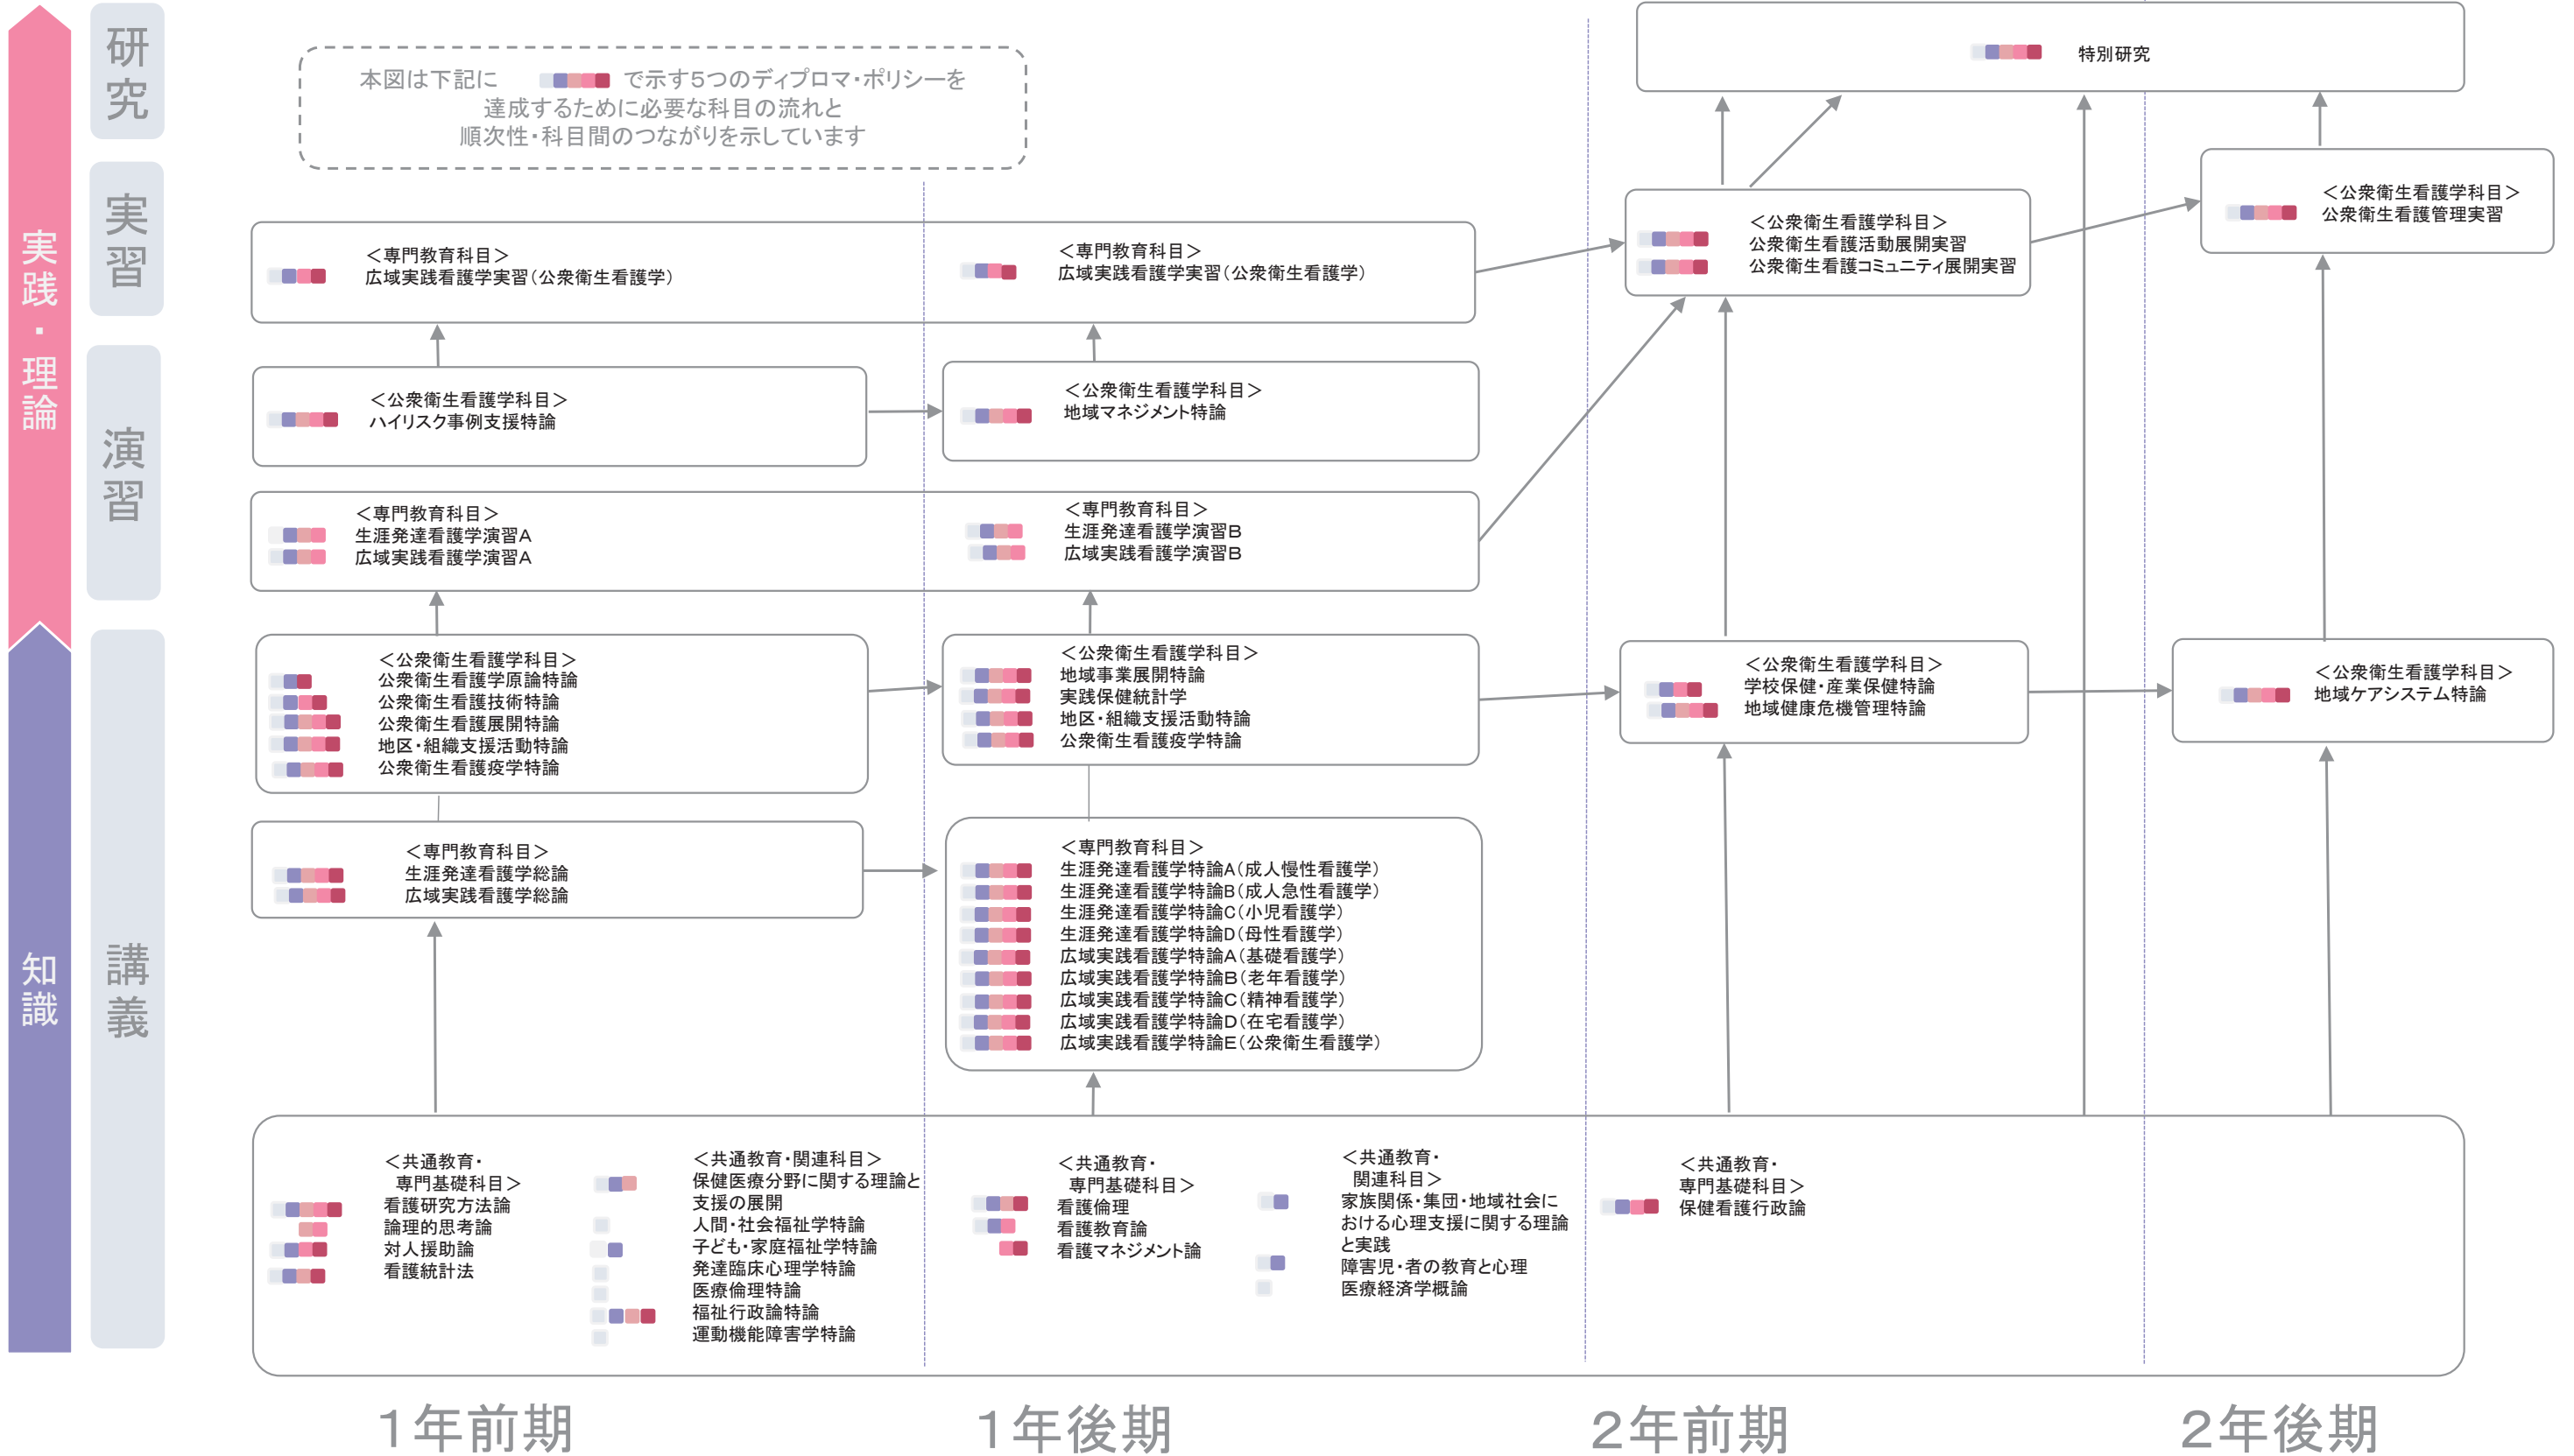 研究
実習
演習
講義
実践・理論
知識
本図は下記に　で示す5つのディプロマ・ポリシーを
達成するために必要な科目の流れと
順次性・科目間のつながりを示しています
特別研究
＜公衆衛生看護学科目＞
公衆衛生看護管理実習
＜公衆衛生看護学科目＞
公衆衛生看護活動展開実習
公衆衛生看護コミュニティ展開実習
＜専門教育科目＞
広域実践看護学実習（公衆衛生看護学）
＜専門教育科目＞
広域実践看護学実習（公衆衛生看護学）
＜公衆衛生看護学科目＞
ハイリスク事例支援特論
＜公衆衛生看護学科目＞
地域マネジメント特論
＜専門教育科目＞
生涯発達看護学演習A
広域実践看護学演習A
＜専門教育科目＞
生涯発達看護学演習B
広域実践看護学演習B
＜公衆衛生看護学科目＞
公衆衛生看護学原論特論
公衆衛生看護技術特論
公衆衛生看護展開特論
地区・組織支援活動特論
公衆衛生看護疫学特論
＜公衆衛生看護学科目＞
地域事業展開特論
実践保健統計学
地区・組織支援活動特論
公衆衛生看護疫学特論
＜公衆衛生看護学科目＞
学校保健・産業保健特論
地域健康危機管理特論
＜公衆衛生看護学科目＞
地域ケアシステム特論
＜専門教育科目＞
生涯発達看護学総論
広域実践看護学総論
＜専門教育科目＞
生涯発達看護学特論A（成人慢性看護学）
生涯発達看護学特論B（成人急性看護学）
生涯発達看護学特論C（小児看護学）
生涯発達看護学特論D（母性看護学）
広域実践看護学特論A（基礎看護学）
広域実践看護学特論B（老年看護学）
広域実践看護学特論C（精神看護学）
広域実践看護学特論D（在宅看護学）
広域実践看護学特論E（公衆衛生看護学）
＜共通教育・
専門基礎科目＞
看護研究方法論
論理的思考論
対人援助論
看護統計法
＜共通教育・関連科目＞
保健医療分野に関する理論と
支援の展開
人間・社会福祉学特論
子ども・家庭福祉学特論
発達臨床心理学特論
医療倫理特論
福祉行政論特論
運動機能障害学特論
＜共通教育・
専門基礎科目＞
看護倫理
看護教育論
看護マネジメント論
＜共通教育・
関連科目＞
家族関係・集団・地域社会に
おける心理支援に関する理論
と実践
障害児・者の教育と心理
医療経済学概論
＜共通教育・
専門基礎科目＞
保健看護行政論
1年前期
1年後期
2年前期
2年後期